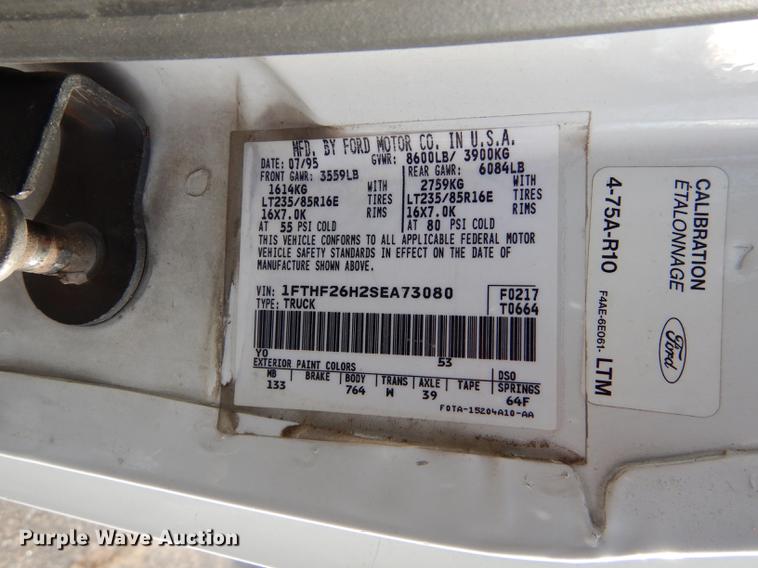 MFD. BY FORD MOTOR CO. IN U.S.A.
DATE: 07/95 GVWR: 8600LB/ 3900KG
FRONT GAWR: 3559LB REAR GAWR: 6084LB
1614KG WITH 2759KG WITH
LT235/85R16E TIRES LT235/85R16E TIRES
16X7.0K RIMS 16X7.0K RIMS
AT 55 PSI COLD AT 80 PSI COLD
THIS VEHICLE CONFORMS TO ALL APPLICABLE FEDERAL MOTOR
VEHICLE SAFETY STANDARDS IN EFFECT ON THE DATE OF
MANUFACTURE SHOWN ABOVE.
VIN: 1FTHF26H2SEA73080 F0217
TYPE: TRUCK T0664
YO 53
EXTERIOR PAINT COLORS DSO
WB BRAKE BODY TRANS AXLE TAPE SPRINGS
133 764 W 39 64F
F0TA-15204A10-AA
CALIBRATION
ÉTALONNAGE
4-75A-R10
F4AE-6E061- LTM
Ford
7
Purple Wave Auction